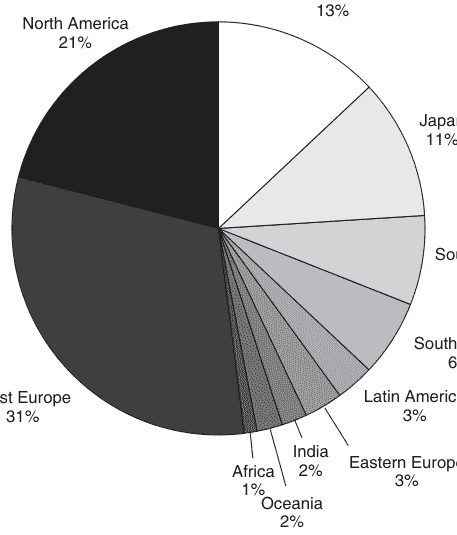 13%
North America
21%
Japa
11%
Sou
South
6
Latin Americ
3%
Eastern Europe
3%
India
2%
Oceania
2%
Africa
1%
st Europe
31%